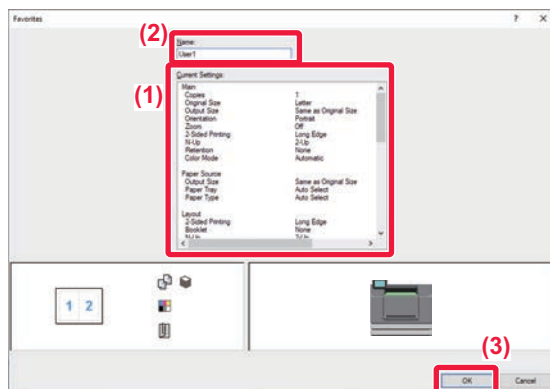 Favorites ? X
(2)
Name:
User1
(1)
Current Settings:
Main
Copies 1
Original Size Letter
Output Size Same as Original Size
Orientation Portrait
Zoom Off
2-Sided Printing Long Edge
N-Up 2-Up
Retention None
Color Mode Automatic
Paper Source
Output Size Same as Original Size
Paper Tray Auto Select
Paper Type Auto Select
Layout
2-Sided Printing Long Edge
Booklet None
N-Up 2-Up
1 2
(3)
OK Cancel